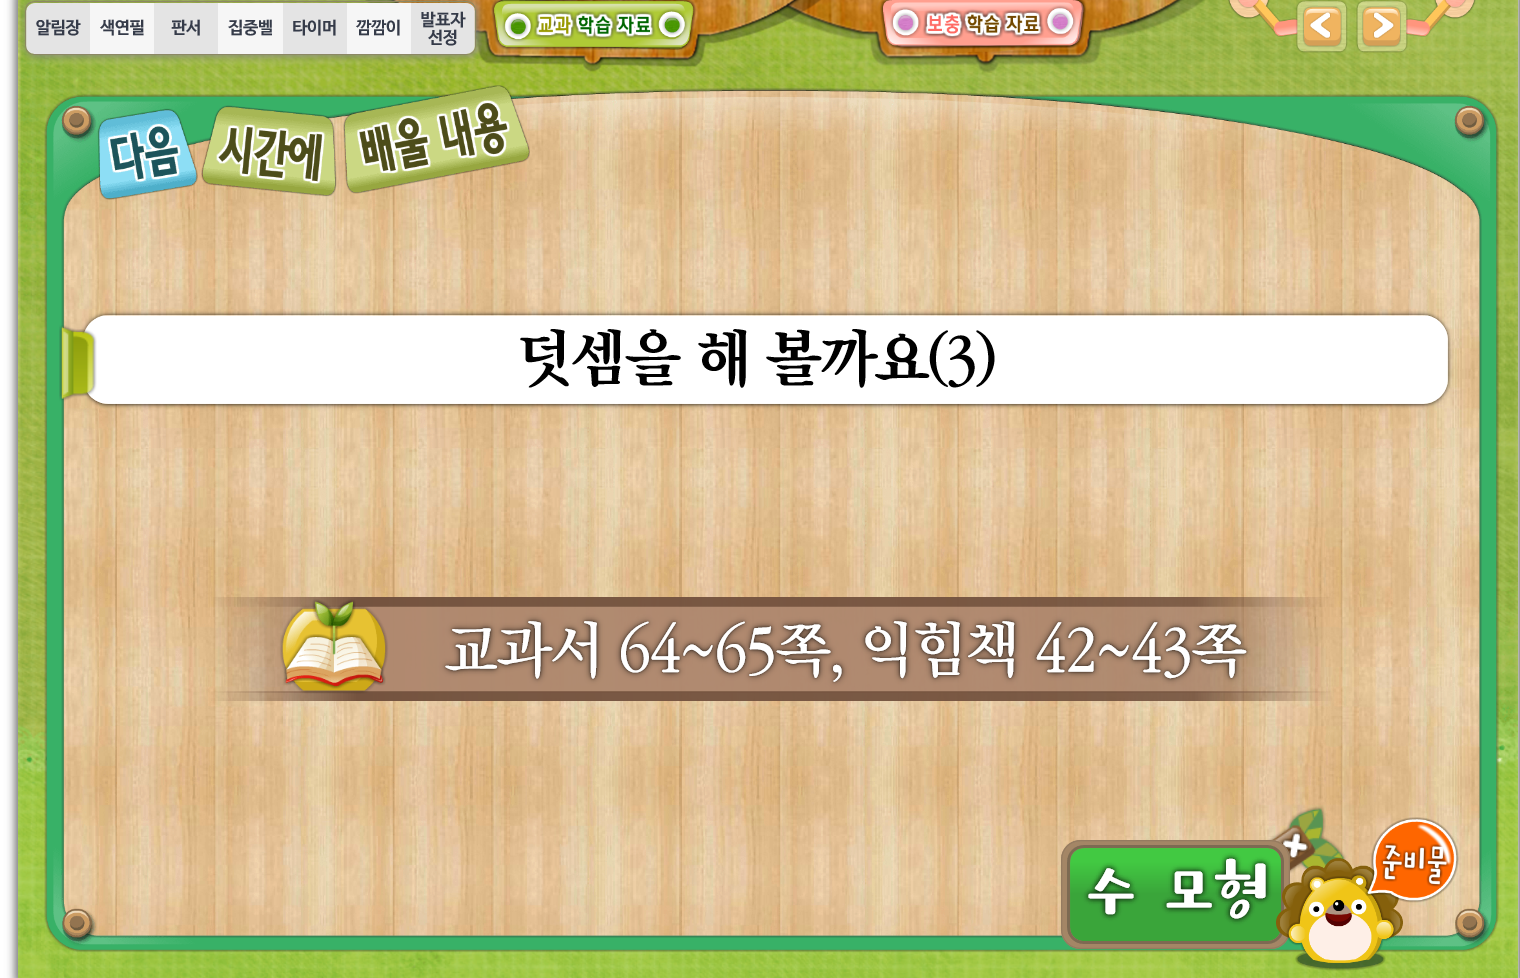 알림장 색연필 판서 집중벨 타이머 깜깜이 발표자 선정
교과 학습 자료
보충 학습 자료
다음 시간에 배울 내용
덧셈을 해 볼까요(3)
교과서 64~65쪽, 익힘책 42~43쪽
준비물
수 모형